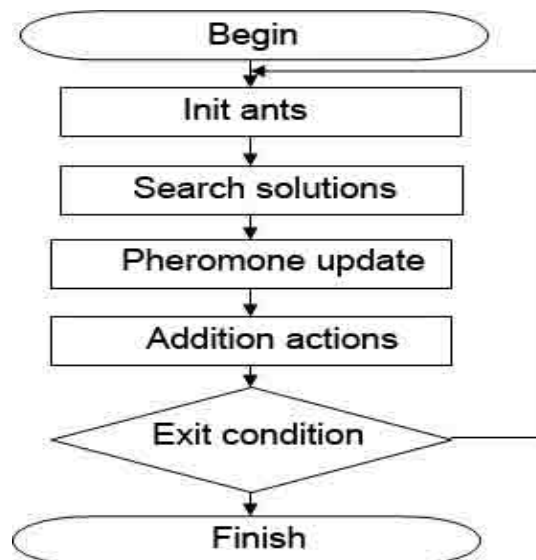 Begin
Init ants
Search solutions
Pheromone update
Addition actions
Exit condition
Finish